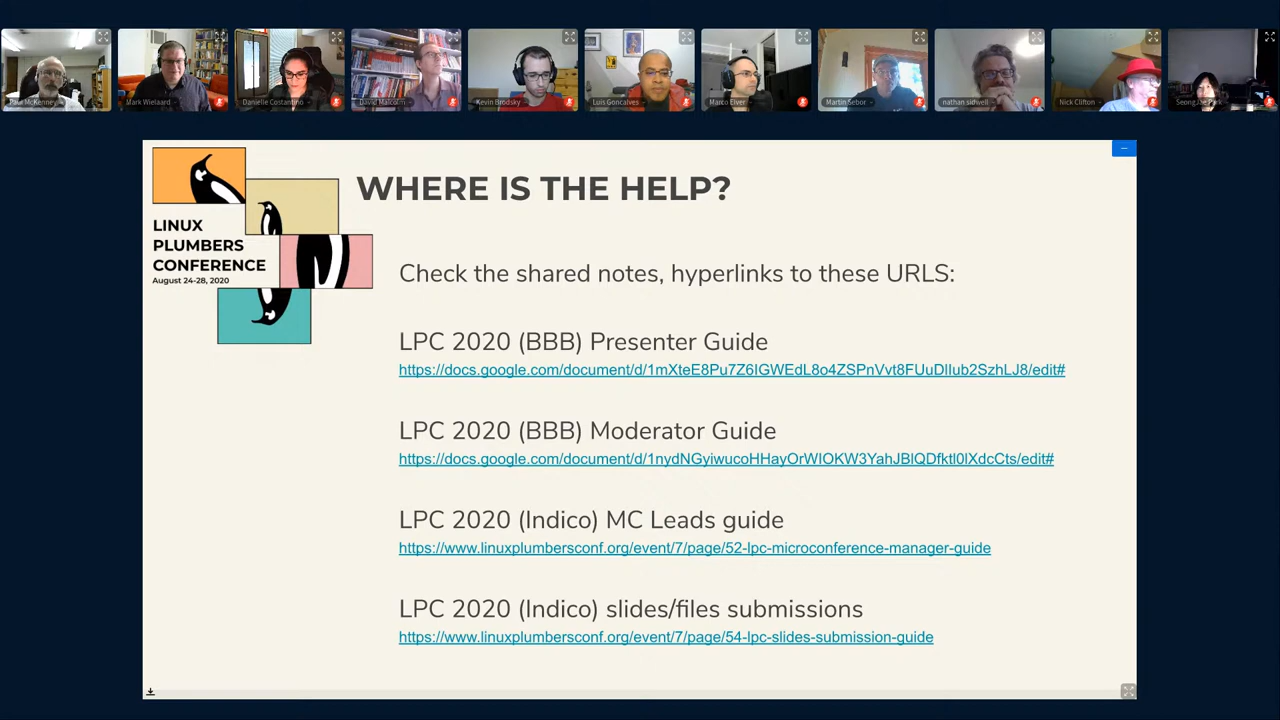 Paul McKenney
Mark Wielaard
Danielle Costantino
David Malcolm
Kevin Brodsky
Luis Goncalves
Marco Elver
Martin Sebor
nathan sidwell
Nick Clifton
SeongJae Park
WHERE IS THE HELP?
LINUX
PLUMBERS
CONFERENCE
August 24-28, 2020
Check the shared notes, hyperlinks to these URLS:
LPC 2020 (BBB) Presenter Guide
https://docs.google.com/document/d/1mXteE8Pu7Z6IGWEdL8o4ZSPnVvt8FUuDlIub2SzhLJ8/edit#
LPC 2020 (BBB) Moderator Guide
https://docs.google.com/document/d/1nydNGyiwucoHHayOrWIOKW3YahJBlQDfktl0lXdcCts/edit#
LPC 2020 (Indico) MC Leads guide
https://www.linuxplumbersconf.org/event/7/page/52-lpc-microconference-manager-guide
LPC 2020 (Indico) slides/files submissions
https://www.linuxplumbersconf.org/event/7/page/54-lpc-slides-submission-guide